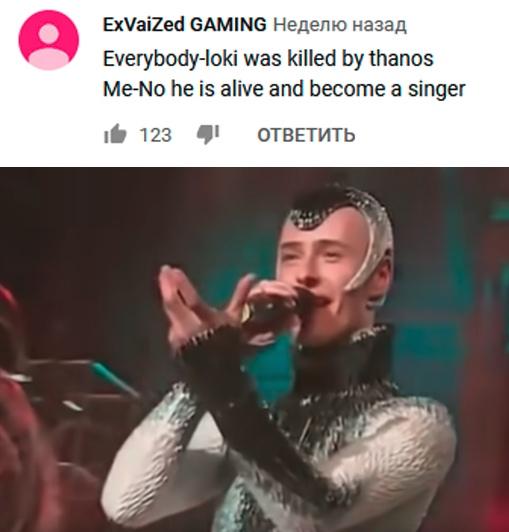 ExVaiZed GAMING Неделю назад
Everybody-loki was killed by thanos
Me-No he is alive and become a singer
123 ОТВЕТИТЬ